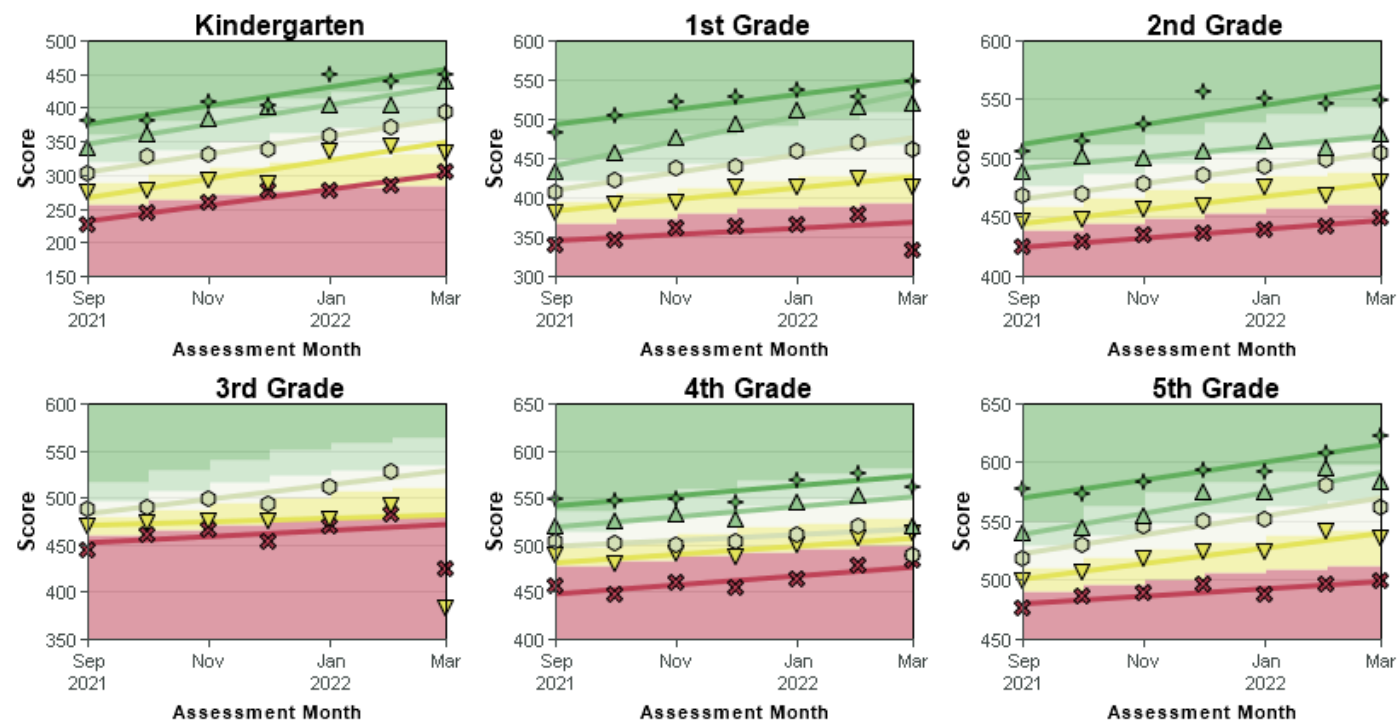 Kindergarten
500
450
400
350
300
250
200
150
Score
Sep Nov Jan Mar
2021 2022
Assessment Month
1st Grade
600
550
500
450
400
350
300
Score
Sep Nov Jan Mar
2021 2022
Assessment Month
2nd Grade
600
550
500
450
400
Score
Sep Nov Jan Mar
2021 2022
Assessment Month
3rd Grade
600
550
500
450
400
350
Score
Sep Nov Jan Mar
2021 2022
Assessment Month
4th Grade
650
600
550
500
450
400
Score
Sep Nov Jan Mar
2021 2022
Assessment Month
5th Grade
650
600
550
500
450
Score
Sep Nov Jan Mar
2021 2022
Assessment Month